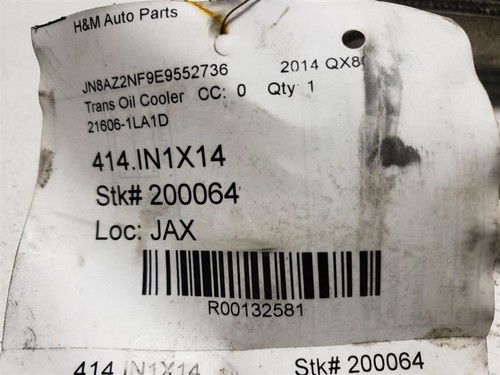 H&M Auto Parts
JN8AZ2NF9E9552736 2014 QX80
Trans Oil Cooler CC: 0 Qty 1
21606-1LA1D
414.IN1X14
Stk# 200064
Loc: JAX
R00132581
414.IN1X14 Stk# 200064